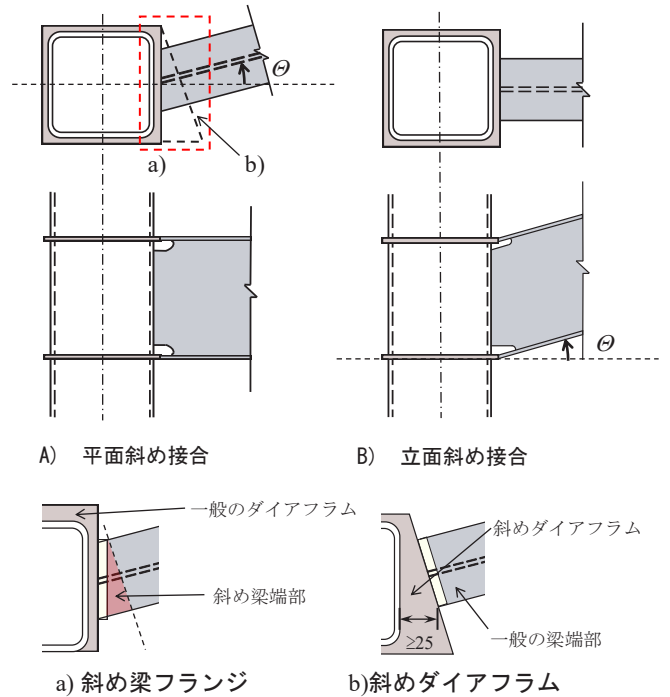 Θ
a)
b)
Θ
A) 平面斜め接合
B) 立面斜め接合
一般のダイアフラム
斜め梁端部
a) 斜め梁フランジ
斜めダイアフラム
≥25
一般の梁端部
b)斜めダイアフラム